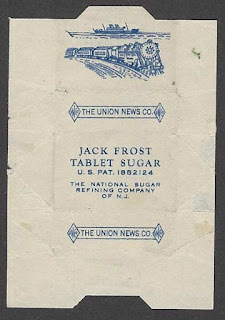 THE UNION NEWS CO.
JACK FROST
TABLET SUGAR
U.S. PAT. 1882124
THE NATIONAL SUGAR
REFINING COMPANY
OF N.J.
THE UNION NEWS CO.